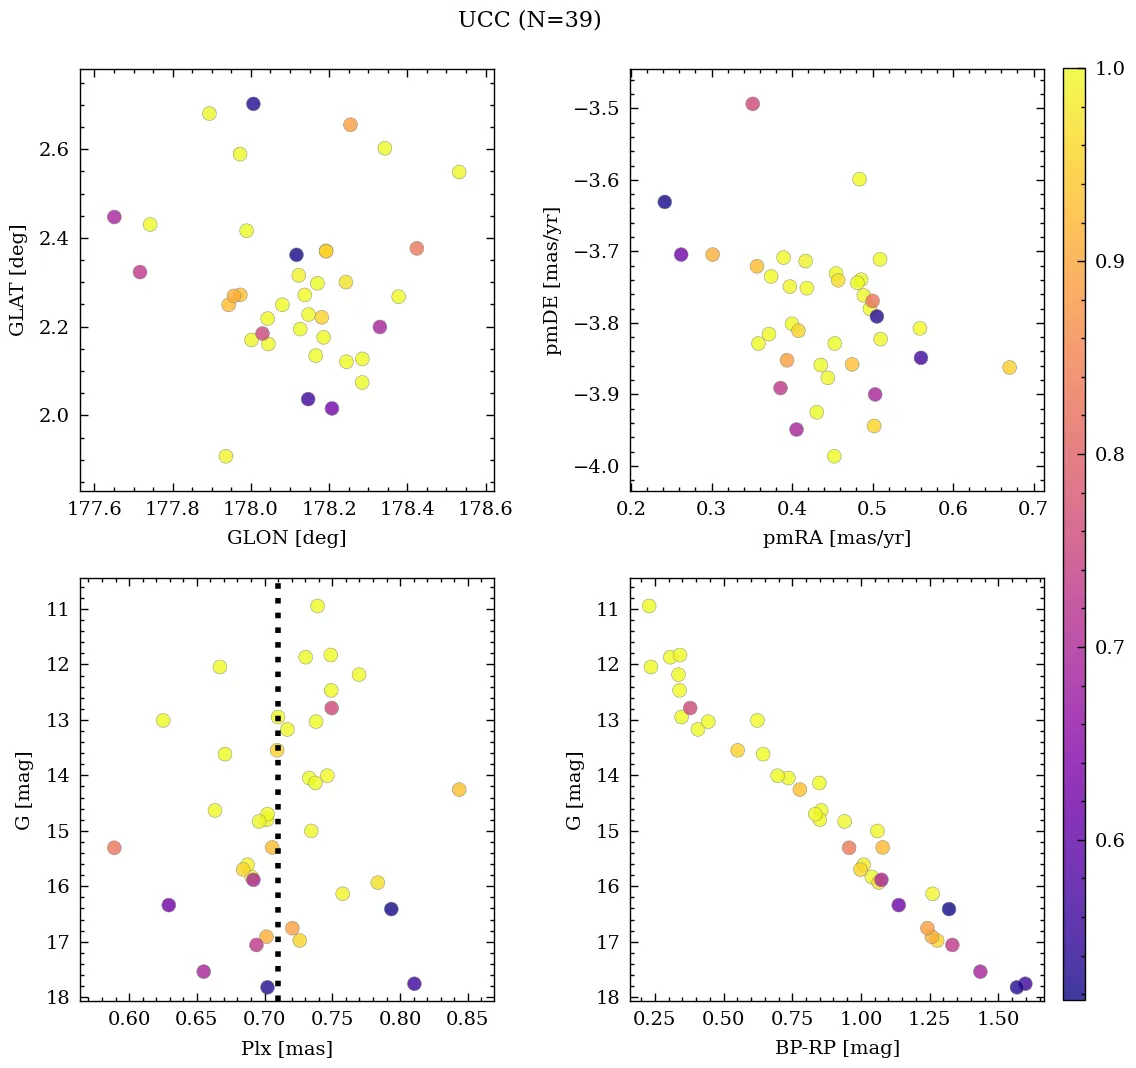 UCC (N=39)
2.6
2.4
2.2
2.0
GLAT [deg]
177.6 177.8 178.0 178.2 178.4 178.6
GLON [deg]
−3.5
−3.6
−3.7
−3.8
−3.9
−4.0
pmDE [mas/yr]
0.2 0.3 0.4 0.5 0.6 0.7
pmRA [mas/yr]
1.0
0.9
0.8
0.7
0.6
11
12
13
14
15
16
17
18
G [mag]
0.60 0.65 0.70 0.75 0.80 0.85
Plx [mas]
11
12
13
14
15
16
17
18
G [mag]
0.25 0.50 0.75 1.00 1.25 1.50
BP-RP [mag]